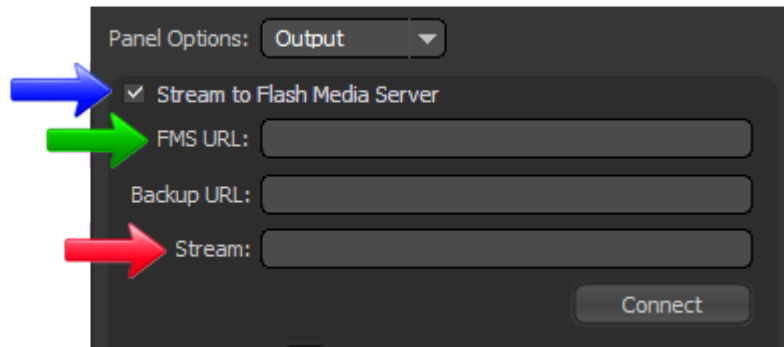 Panel Options: Output
Stream to Flash Media Server
FMS URL:
Backup URL:
Stream:
Connect